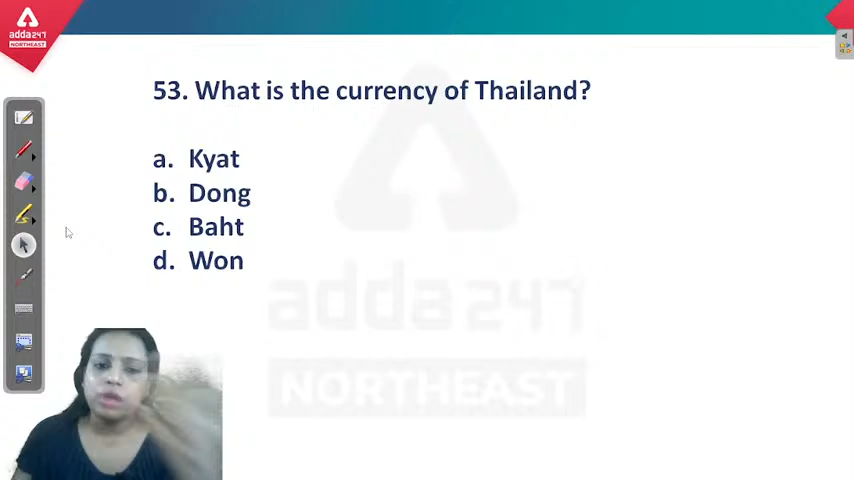 adda247
NORTHEAST
53. What is the currency of Thailand?
a. Kyat
b. Dong
c. Baht
d. Won
adda247
NORTHEAST